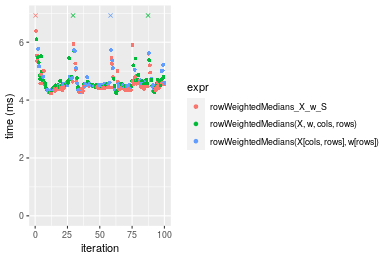 6
4
2
0
time (ms)
0
25
50
75
100
iteration
expr
rowWeightedMedians_X_w_S
rowWeightedMedians(X, w, cols, rows)
rowWeightedMedians(X[cols, rows], w[rows])